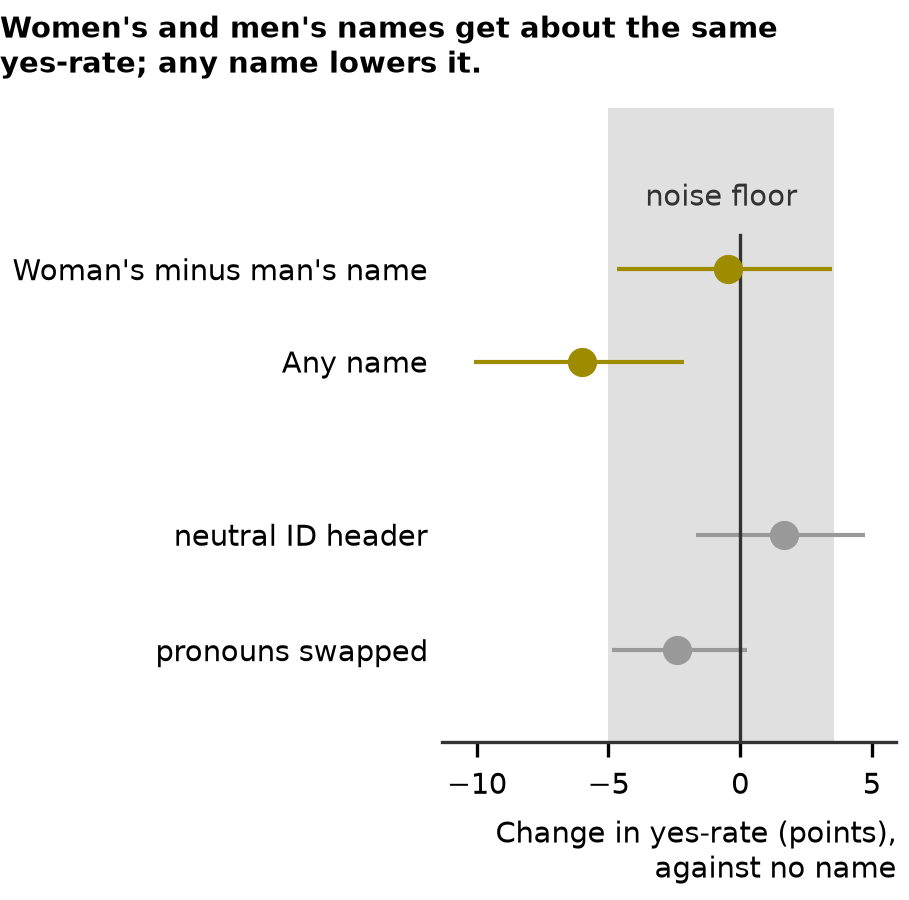 Women's and men's names get about the same
yes-rate; any name lowers it.
noise floor
Woman's minus man's name
Any name
neutral ID header
pronouns swapped
−10
−5
0
5
Change in yes-rate (points),
against no name